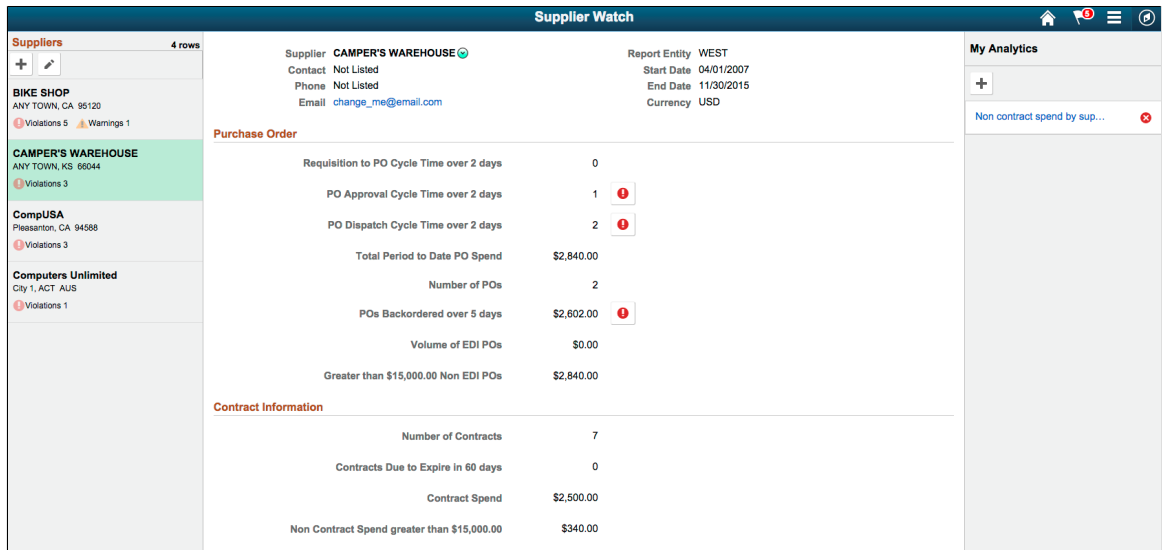 Supplier Watch
5
Suppliers
4 rows
BIKE SHOP
ANY TOWN, CA 95120
Violations 5 Warnings 1
CAMPER'S WAREHOUSE
ANY TOWN, KS 66044
Violations 3
CompUSA
Pleasanton, CA 94588
Violations 3
Computers Unlimited
City 1, ACT AUS
Violations 1
Supplier CAMPER'S WAREHOUSE
Contact Not Listed
Phone Not Listed
Email change_me@email.com
Report Entity WEST
Start Date 04/01/2007
End Date 11/30/2015
Currency USD
Purchase Order
Requisition to PO Cycle Time over 2 days 0
PO Approval Cycle Time over 2 days 1
PO Dispatch Cycle Time over 2 days 2
Total Period to Date PO Spend $2,840.00
Number of POs 2
POs Backordered over 5 days $2,602.00
Volume of EDI POs $0.00
Greater than $15,000.00 Non EDI POs $2,840.00
Contract Information
Number of Contracts 7
Contracts Due to Expire in 60 days 0
Contract Spend $2,500.00
Non Contract Spend greater than $15,000.00 $340.00
My Analytics
Non contract spend by sup...